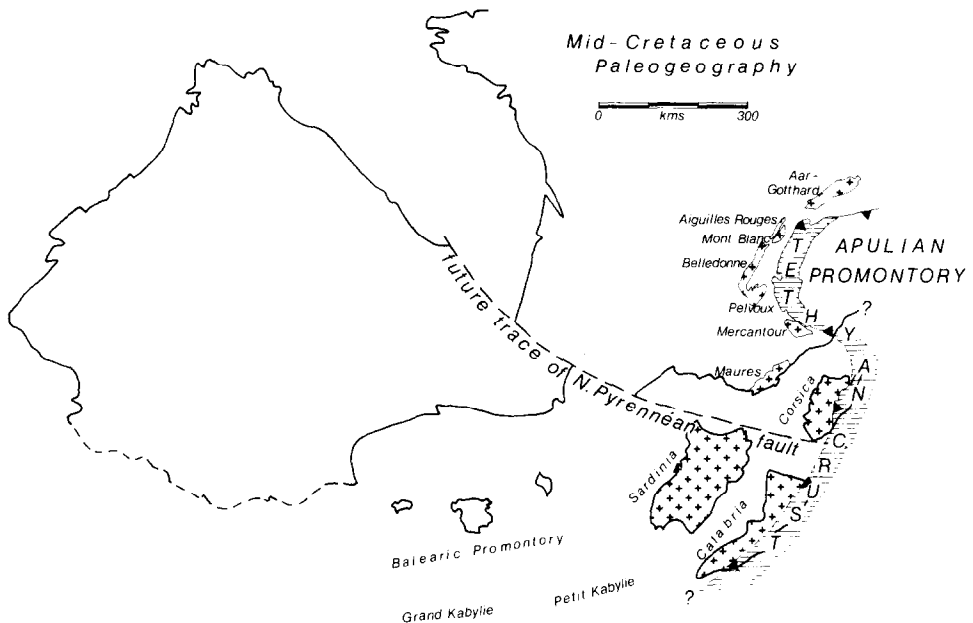 Mid-Cretaceous
Paleogeography
0 kms 300
Aar-
Gotthard
Aiguilles Rouges
Mont Blanc
Belledonne
Pelvoux
Mercantour
Maures
APULIAN
PROMONTORY
TETHYAN CRUST
?
future trace of N. Pyrennéan fault
Corsica
Sardinia
Calabria
Balearic Promontory
Grand Kabylie
Petit Kabylie
?